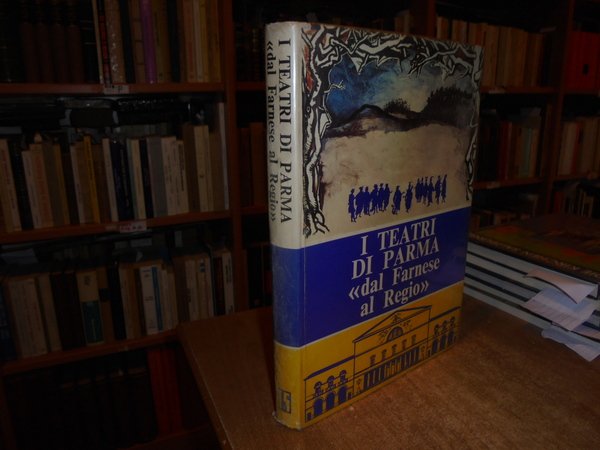 I TEATRI DI PARMA
«dal Farnese al Regio»
I TEATRI
DI PARMA
«dal Farnese
al Regio»